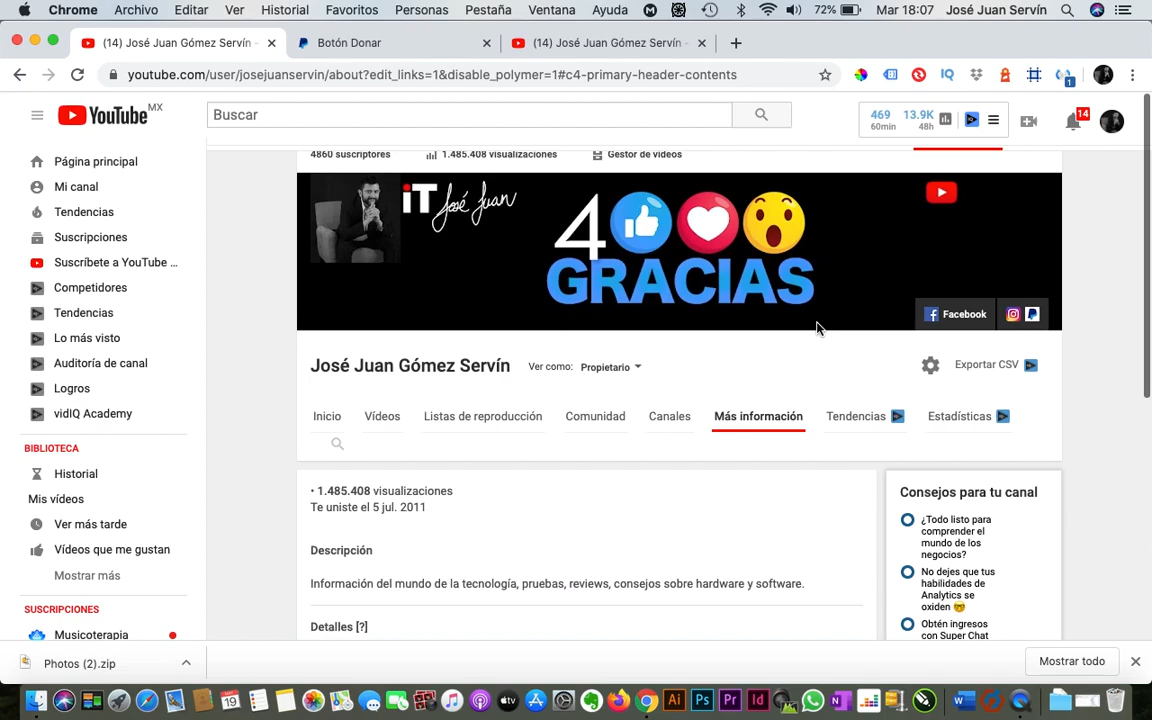 Chrome Archivo Editar Ver Historial Favoritos Personas Pestaña Ventana Ayuda 72% Mar 18:07 José Juan Servín
(14) José Juan Gómez Servín - Botón Donar (14) José Juan Gómez Servín -
youtube.com/user/josejuanservin/about?edit_links=1&disable_polymer=1#c4-primary-header-contents IQ 1
YouTube MX Buscar 469 60min 13.9K 48h 14
Página principal
Mi canal
Tendencias
Suscripciones
Suscríbete a YouTube ...
Competidores
Tendencias
Lo más visto
Auditoría de canal
Logros
vidIQ Academy
BIBLIOTECA
Historial
Mis vídeos
Ver más tarde
Vídeos que me gustan
Mostrar más
SUSCRIPCIONES
Musicoterapia
4860 suscriptores 1.485.408 visualizaciones Gestor de vídeos
iT José Juan
4
GRACIAS
Facebook
José Juan Gómez Servín Ver como: Propietario Exportar CSV
Inicio Vídeos Listas de reproducción Comunidad Canales Más información Tendencias Estadísticas
• 1.485.408 visualizaciones
Te uniste el 5 jul. 2011
Descripción
Información del mundo de la tecnología, pruebas, reviews, consejos sobre hardware y software.
Detalles [?]
Consejos para tu canal
¿Todo listo para
comprender el
mundo de los
negocios?
No dejes que tus
habilidades de
Analytics se
oxiden 🤓
Obtén ingresos
con Super Chat
Photos (2).zip Mostrar todo
19 tv Ai Ps Pr Id N W